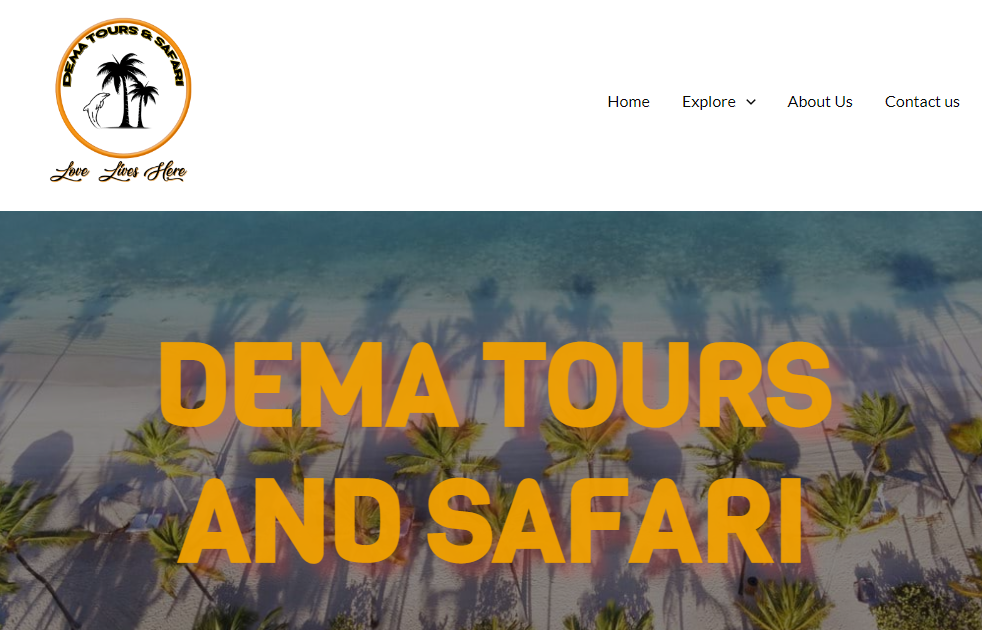 DEMA TOURS & SAFARI
Love Lives Here
Home Explore About Us Contact us
DEMA TOURS
AND SAFARI